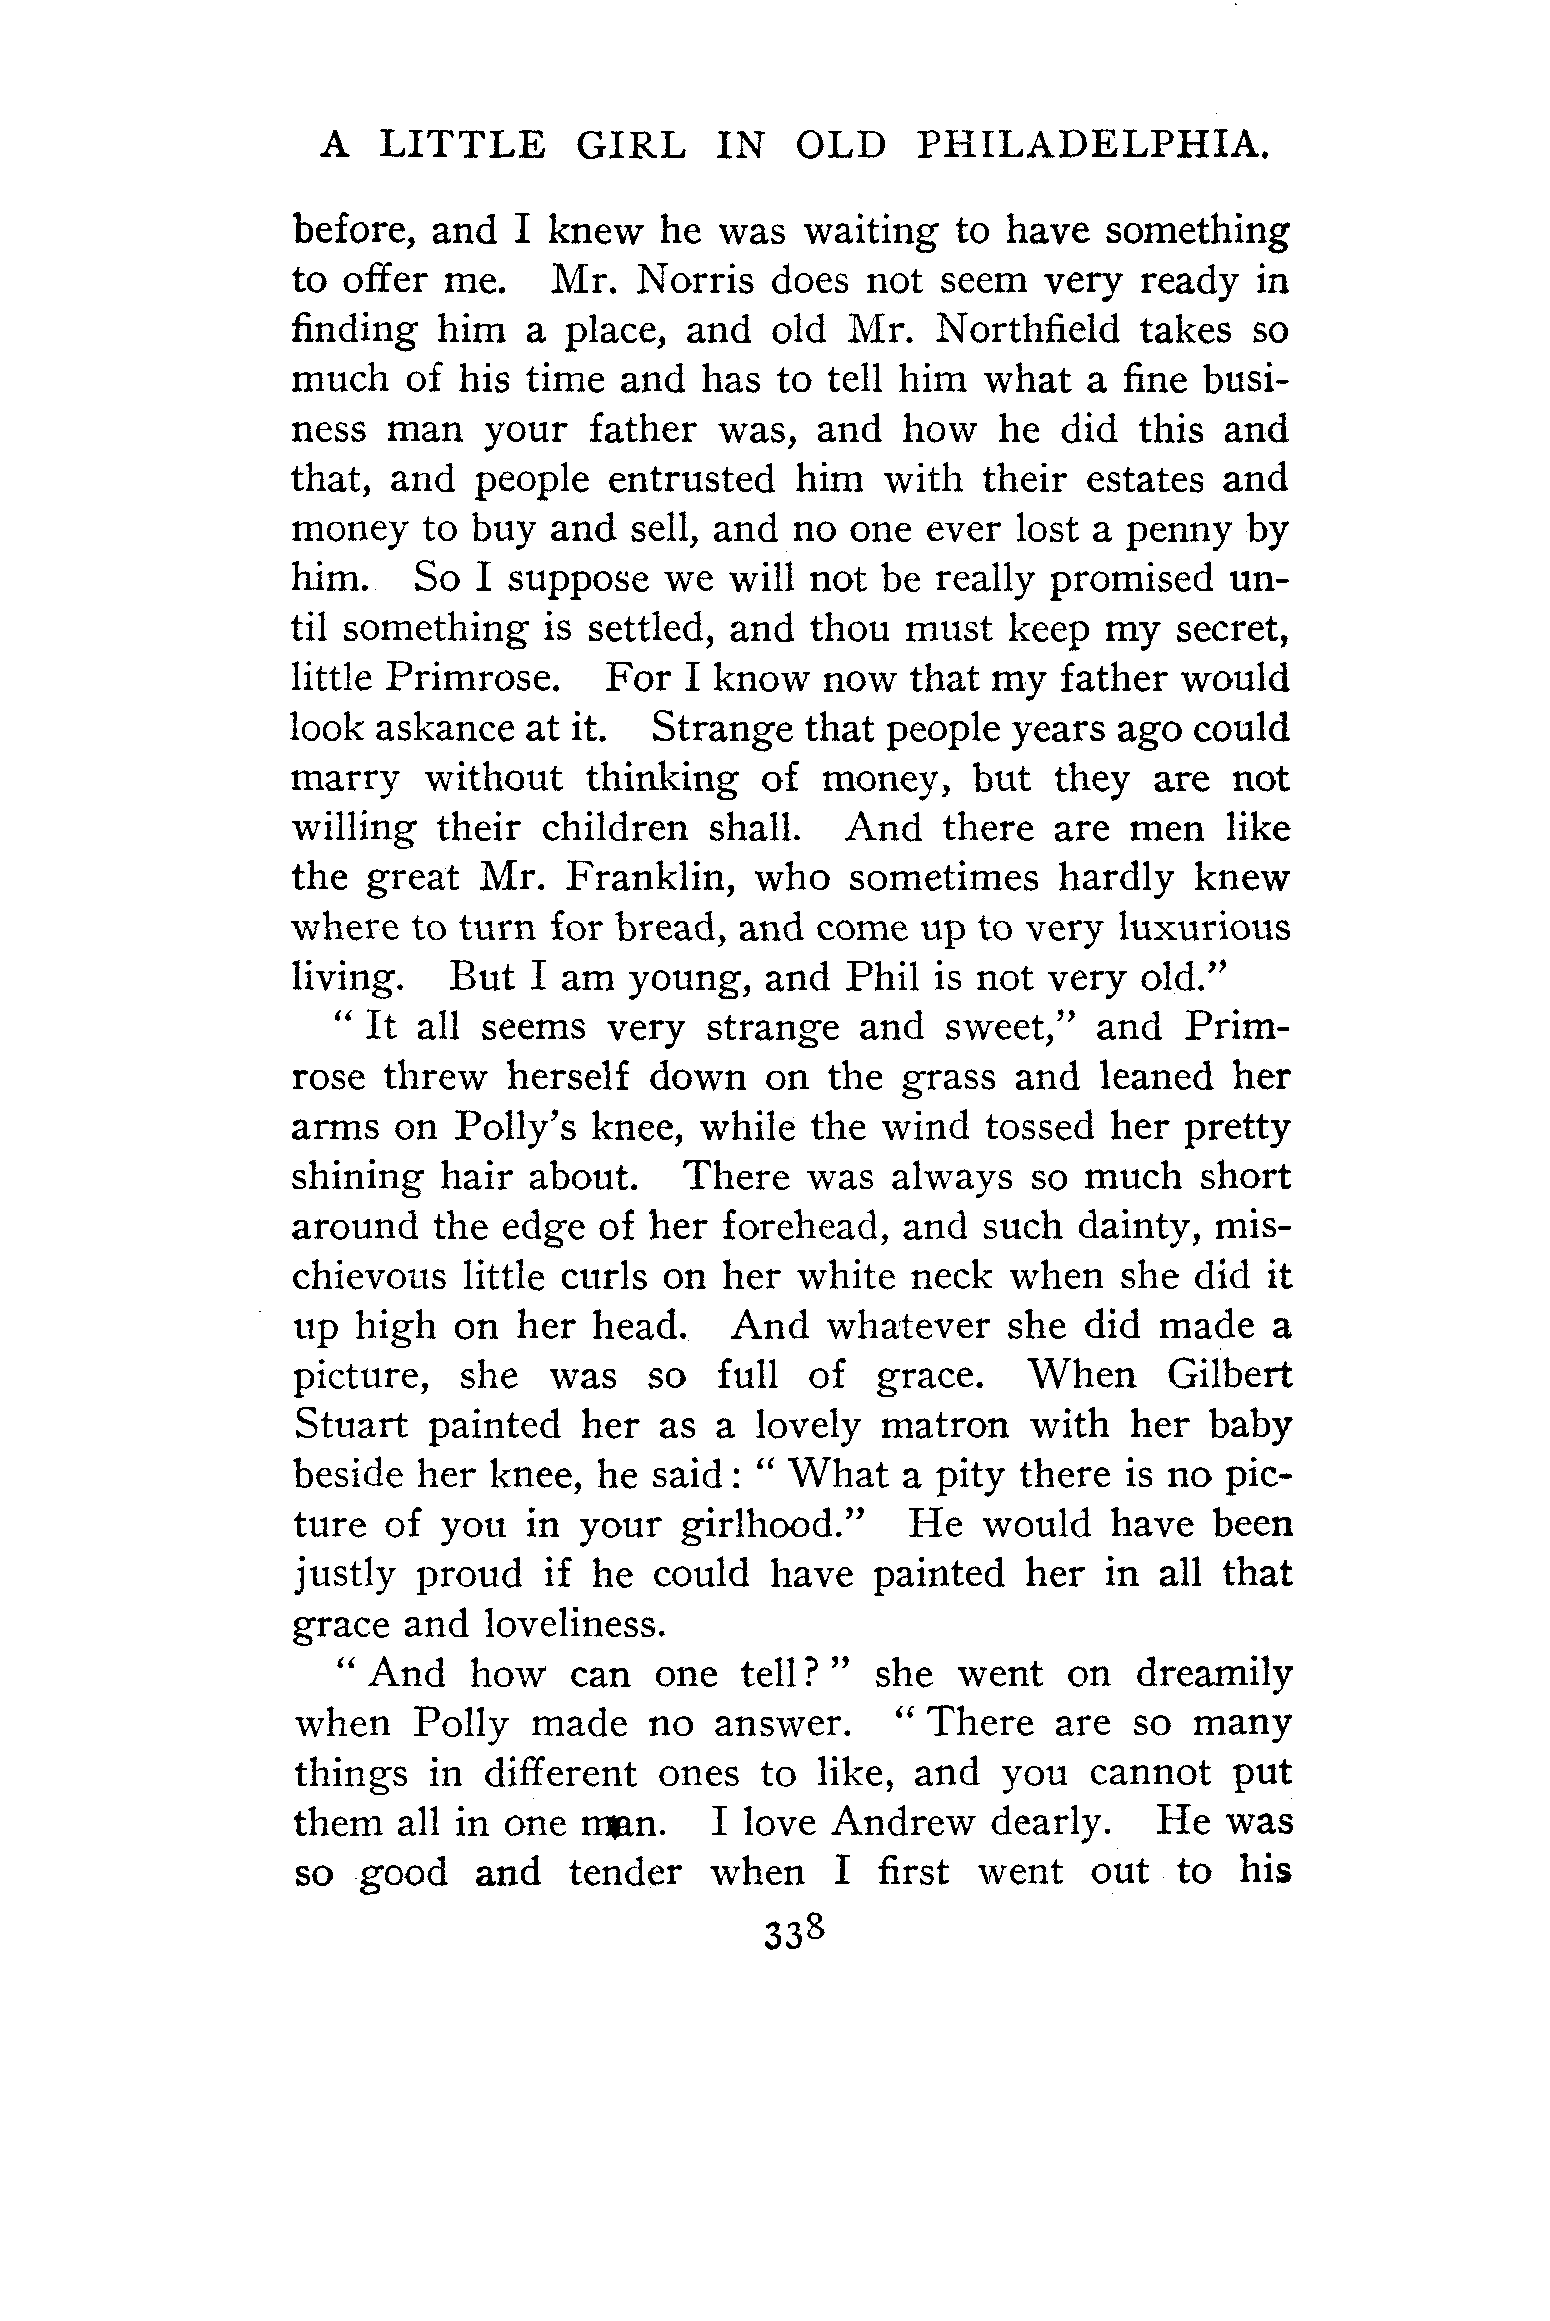 A LITTLE GIRL IN OLD PHILADELPHIA.
before, and I knew he was waiting to have something
to offer me. Mr. Norris does not seem very ready in
finding him a place, and old Mr. Northfield takes so
much of his time and has to tell him what a fine busi-
ness man your father was, and how he did this and
that, and people entrusted him with their estates and
money to buy and sell, and no one ever lost a penny by
him. So I suppose we will not be really promised un-
til something is settled, and thou must keep my secret,
little Primrose. For I know now that my father would
look askance at it. Strange that people years ago could
marry without thinking of money, but they are not
willing their children shall. And there are men like
the great Mr. Franklin, who sometimes hardly knew
where to turn for bread, and come up to very luxurious
living. But I am young, and Phil is not very old."
" It all seems very strange and sweet," and Prim-
rose threw herself down on the grass and leaned her
arms on Polly's knee, while the wind tossed her pretty
shining hair about. There was always so much short
around the edge of her forehead, and such dainty, mis-
chievous little curls on her white neck when she did it
up high on her head. And whatever she did made a
picture, she was so full of grace. When Gilbert
Stuart painted her as a lovely matron with her baby
beside her knee, he said : " What a pity there is no pic-
ture of you in your girlhood." He would have been
justly proud if he could have painted her in all that
grace and loveliness.
" And how can one tell ? " she went on dreamily
when Polly made no answer. " There are so many
things in different ones to like, and you cannot put
them all in one man. I love Andrew dearly. He was
so good and tender when I first went out to his
338